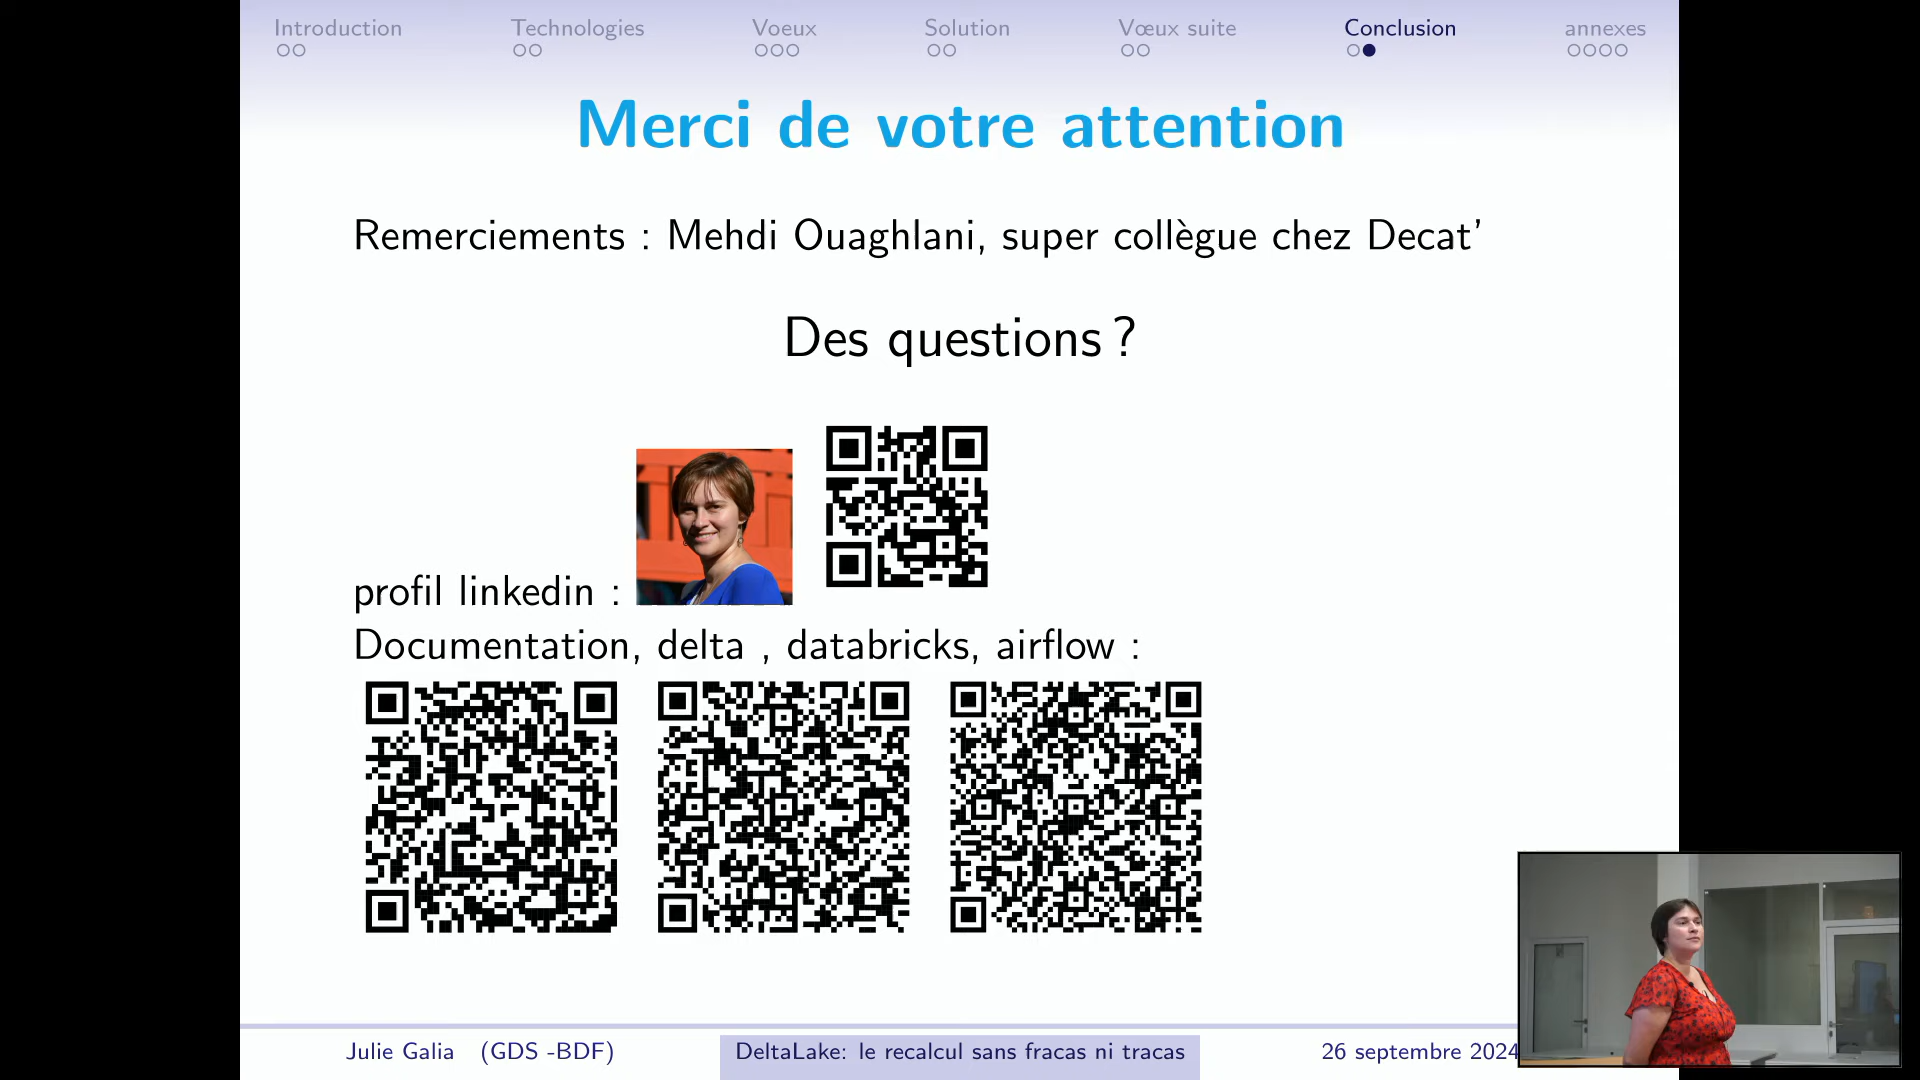 Introduction Technologies Voeux Solution Vœux suite Conclusion annexes
Merci de votre attention
Remerciements : Mehdi Ouaghlani, super collègue chez Decat’
Des questions ?
profil linkedin :
Documentation, delta , databricks, airflow :
Julie Galia (GDS -BDF) DeltaLake: le recalcul sans fracas ni tracas 26 septembre 2024